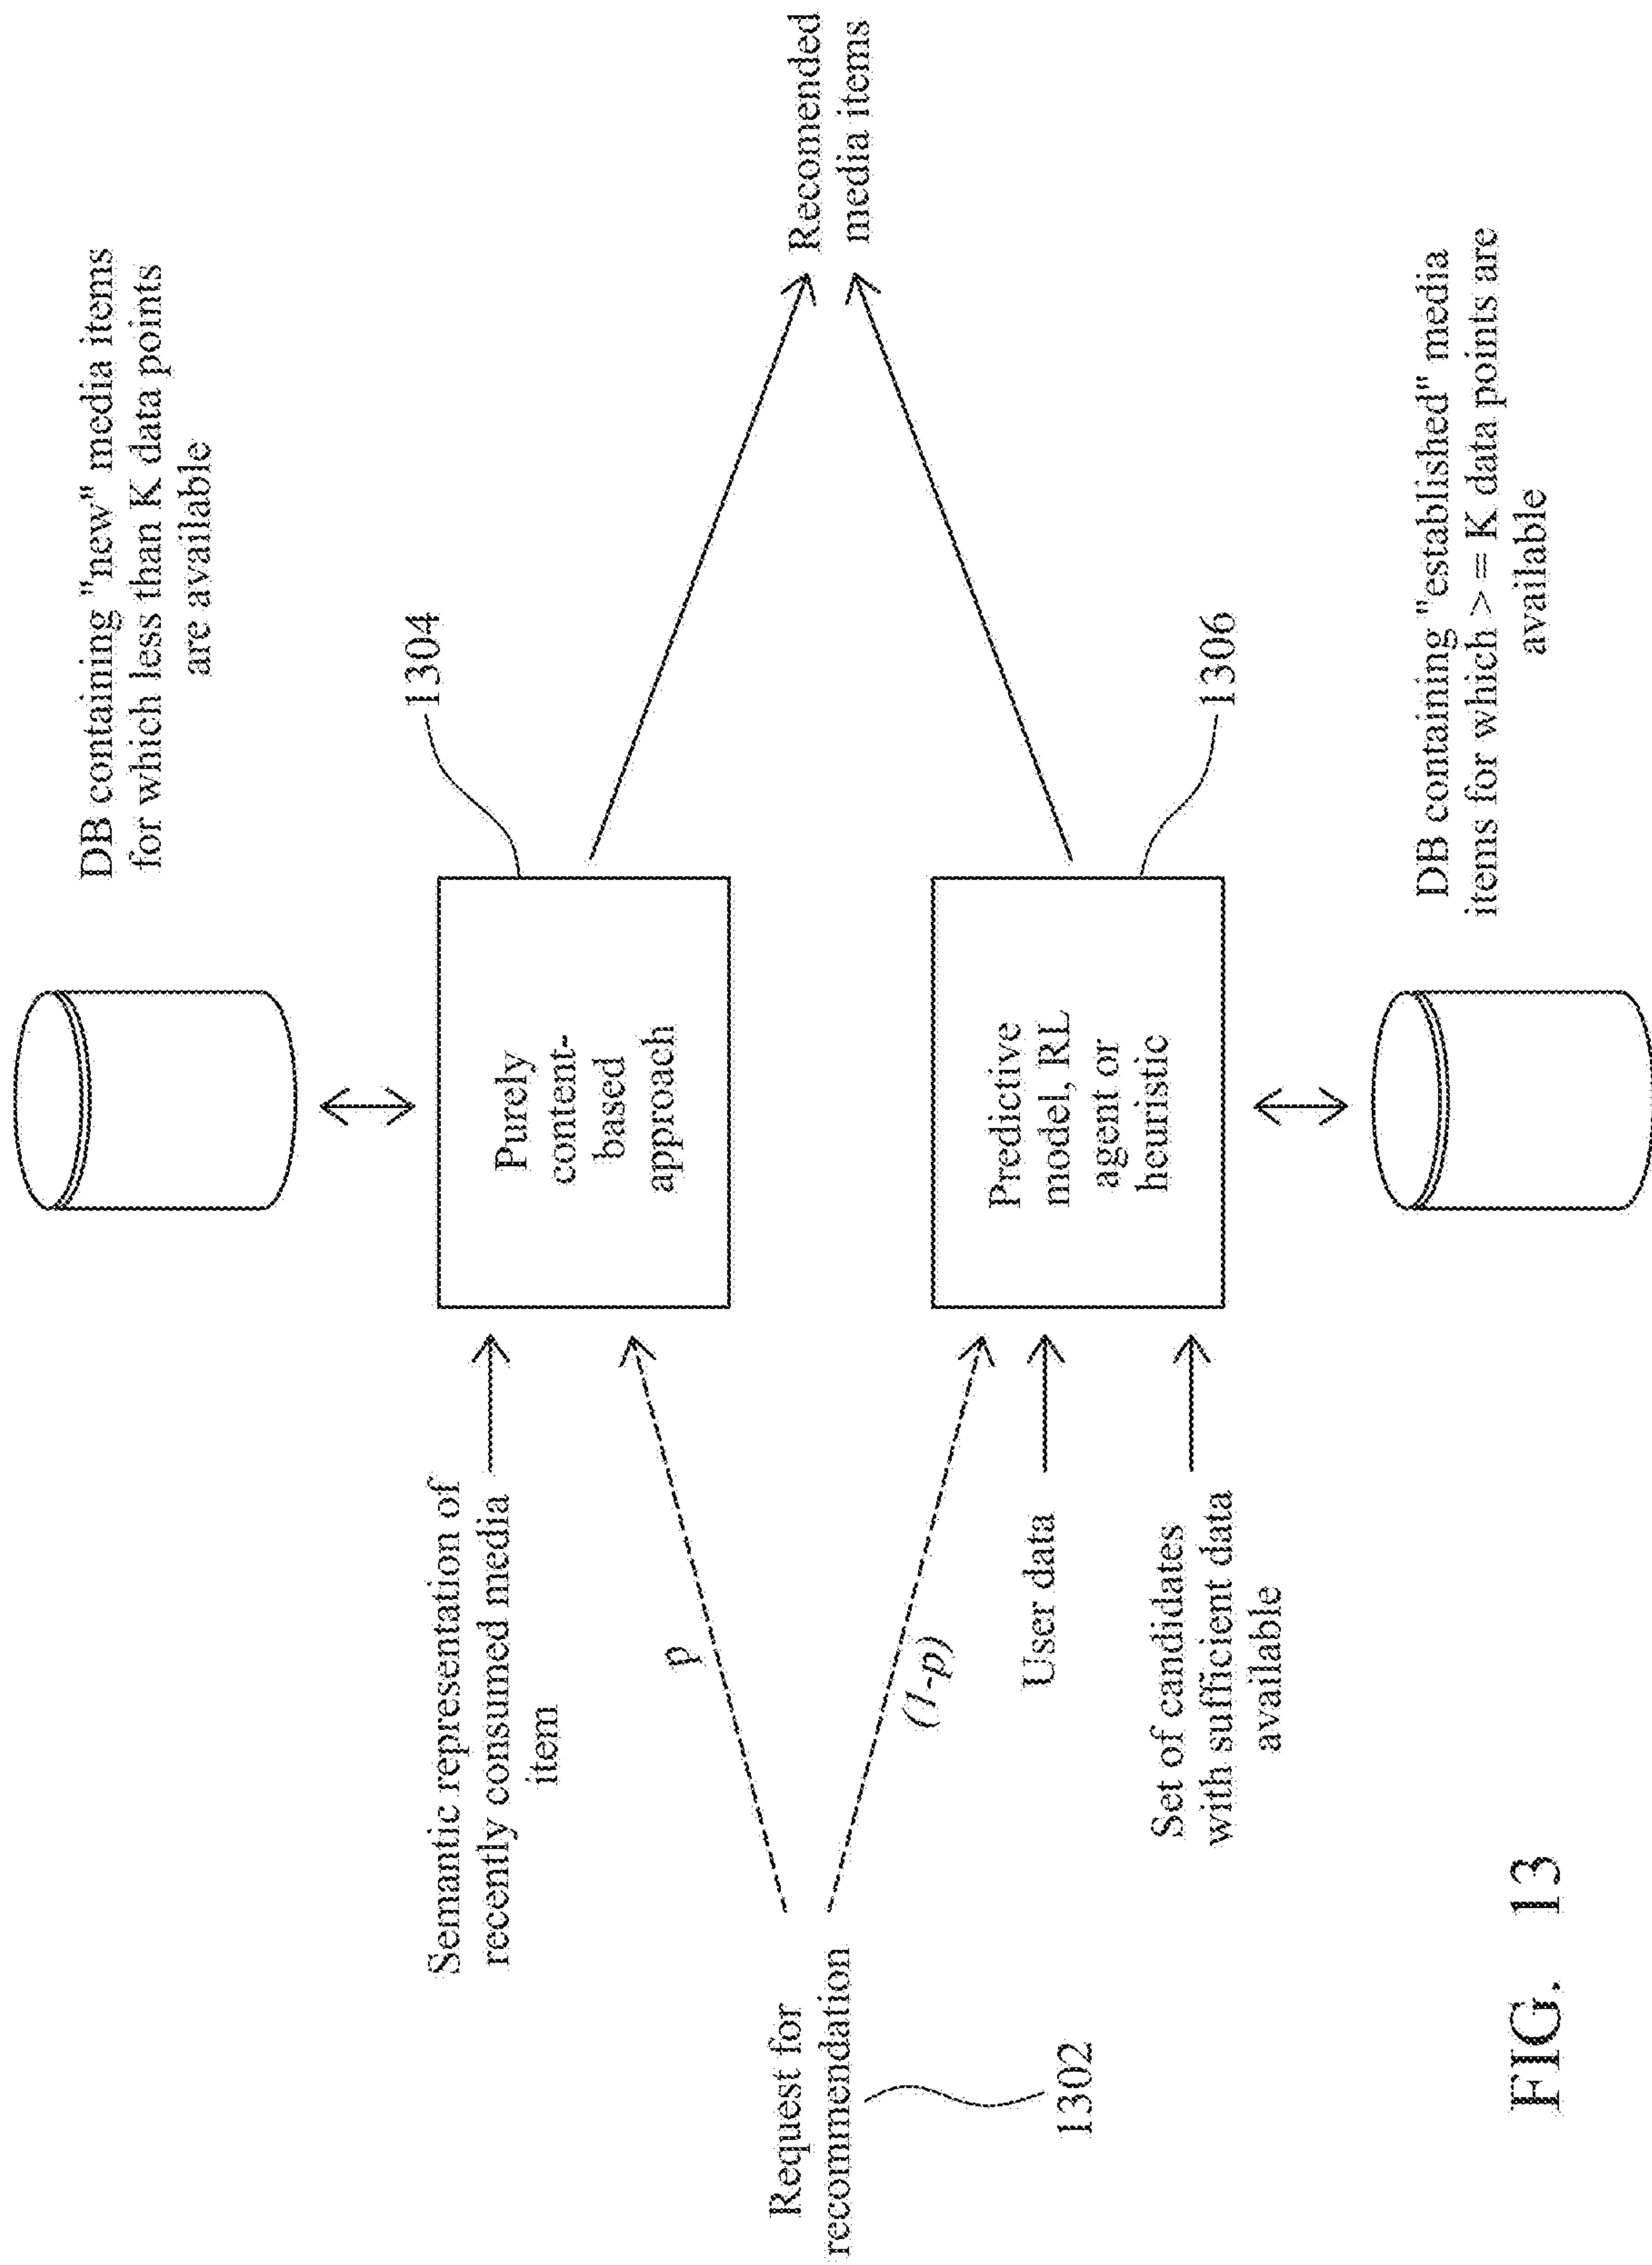 DB containing "new" media items
for which less than K data points
are available
1304
Purely
content-
based
approach
Semantic representation of
recently consumed media
item
p
Request for
recommendation
1302
(1-p)
User data
Set of candidates
with sufficient data
available
Predictive
model, RL
agent or
heuristic
1306
Recomended
media items
DB containing "established" media
items for which > = K data points are
available
FIG. 13